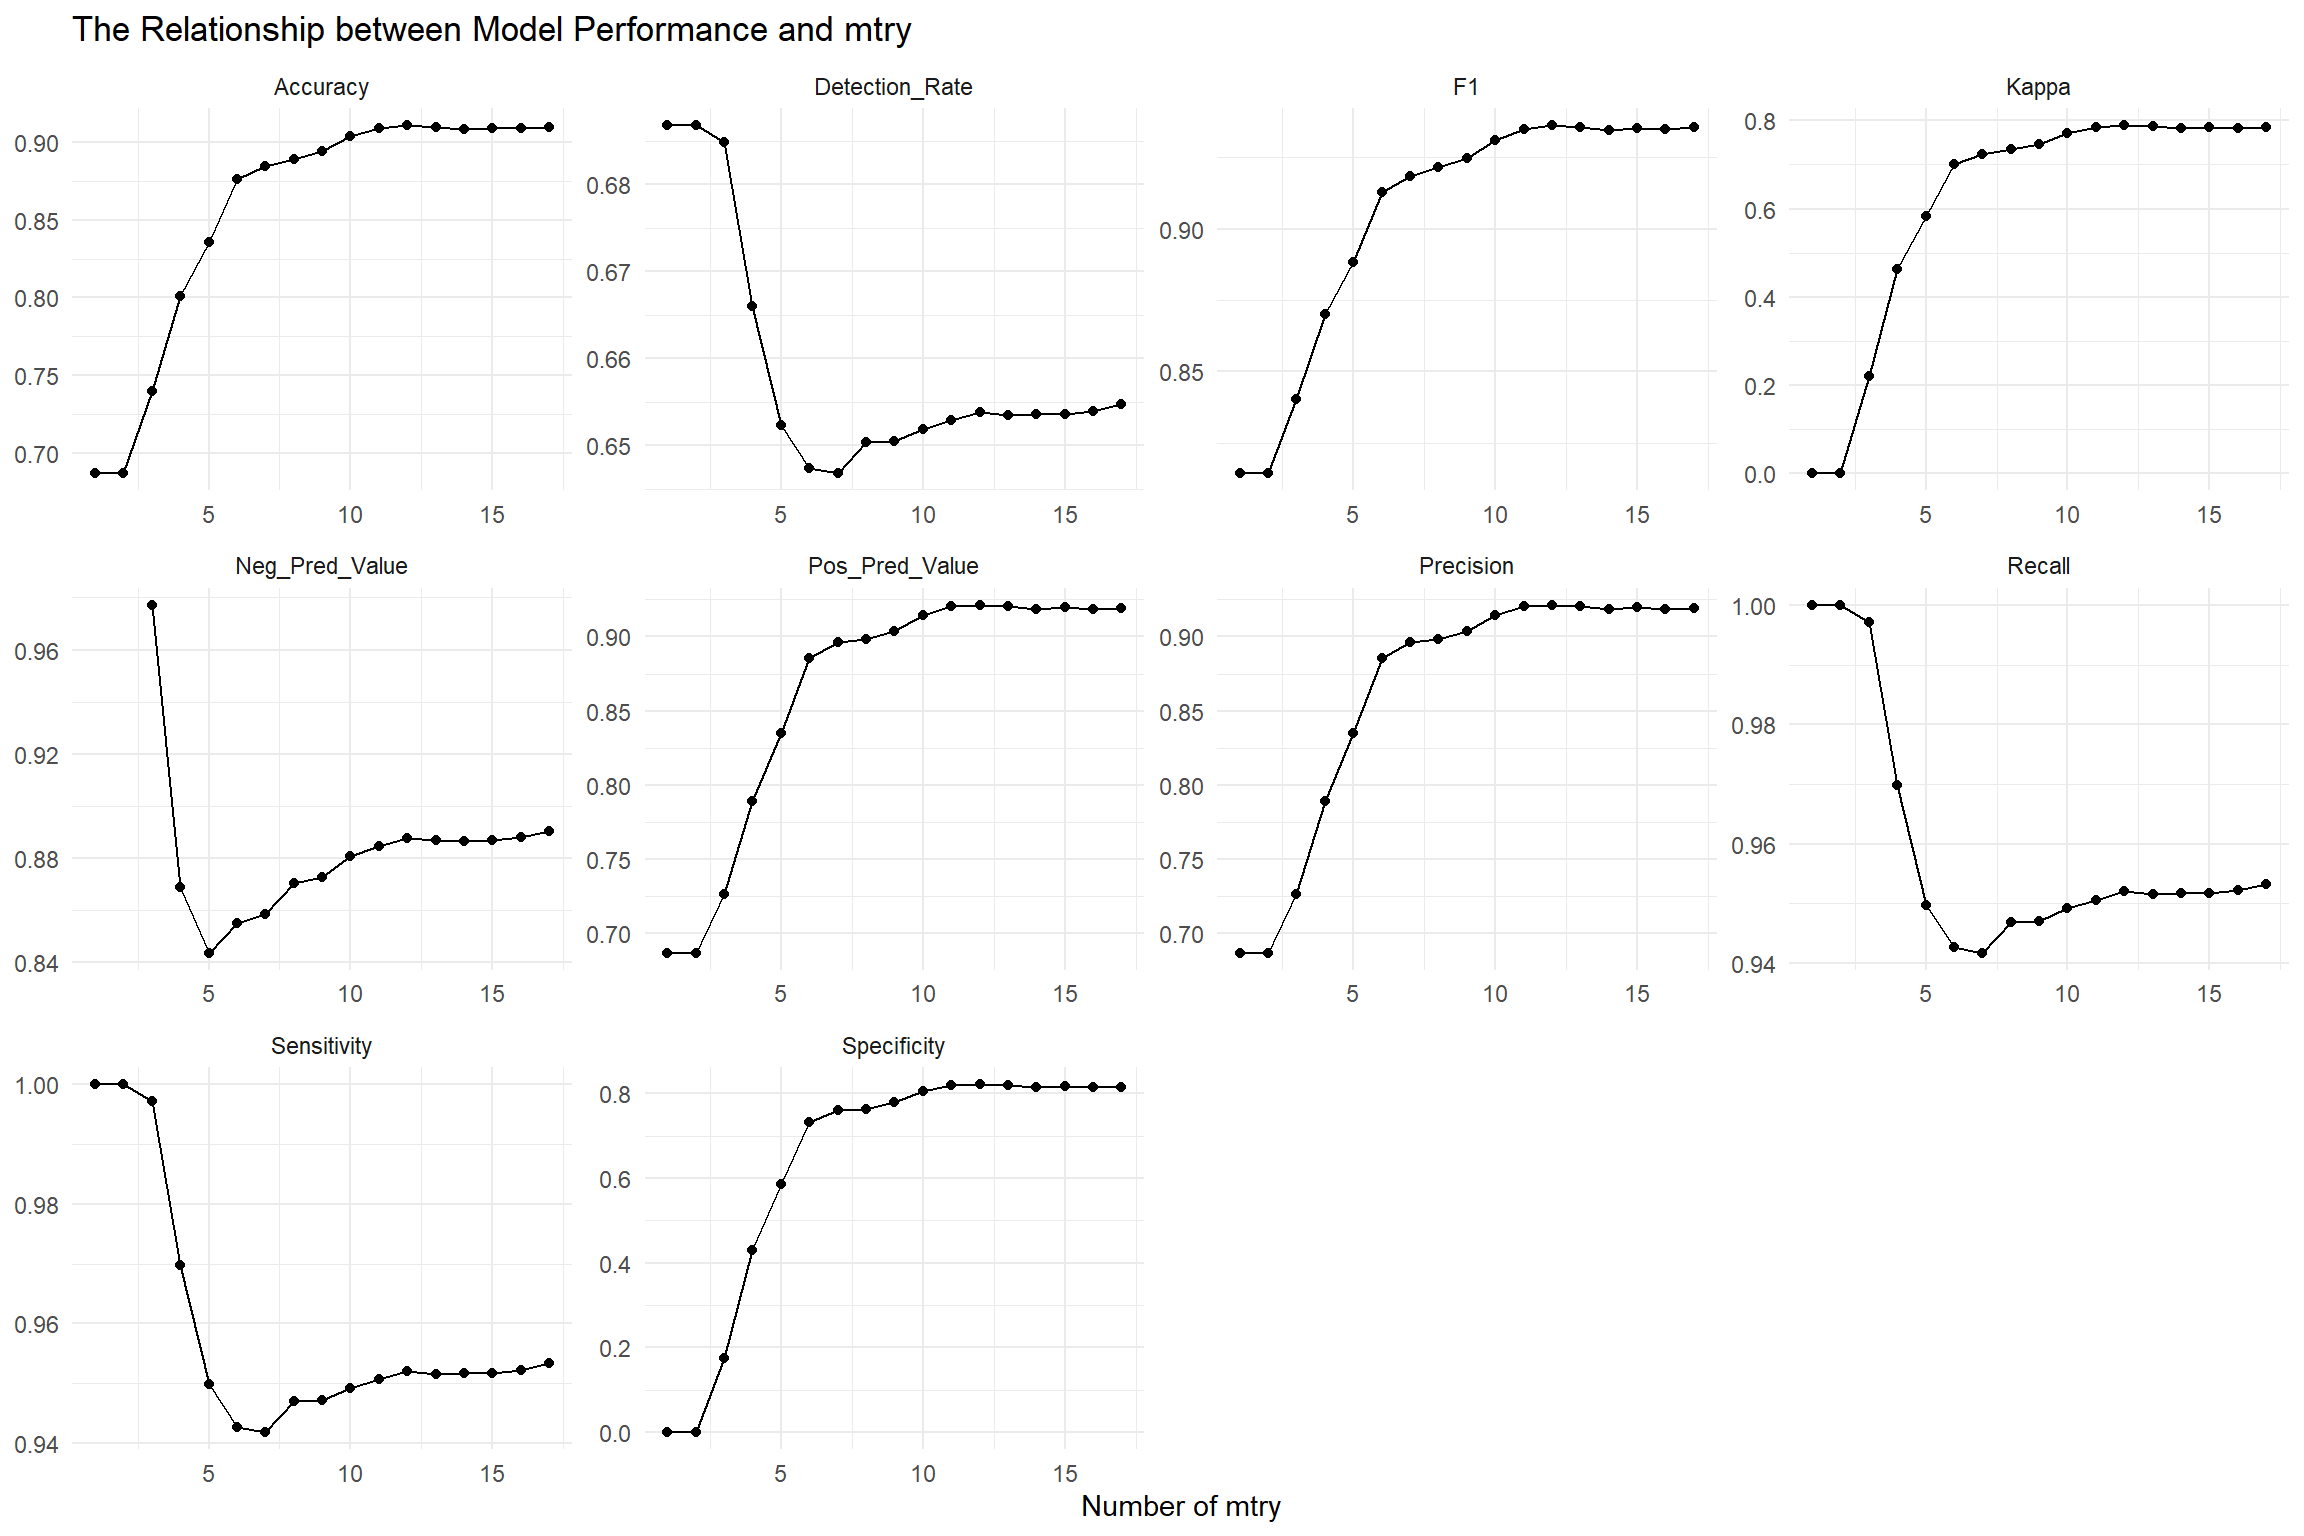 The Relationship between Model Performance and mtry
Accuracy
Detection_Rate
F1
Kappa
0.90
0.85
0.80
0.75
0.70
5 10 15
0.68
0.67
0.66
0.65
5 10 15
0.90
0.85
5 10 15
0.8
0.6
0.4
0.2
0.0
5 10 15
Neg_Pred_Value
Pos_Pred_Value
Precision
Recall
0.96
0.92
0.88
0.84
5 10 15
0.90
0.85
0.80
0.75
0.70
5 10 15
0.90
0.85
0.80
0.75
0.70
5 10 15
1.00
0.98
0.96
0.94
5 10 15
Sensitivity
Specificity
1.00
0.98
0.96
0.94
5 10 15
0.8
0.6
0.4
0.2
0.0
5 10 15
Number of mtry